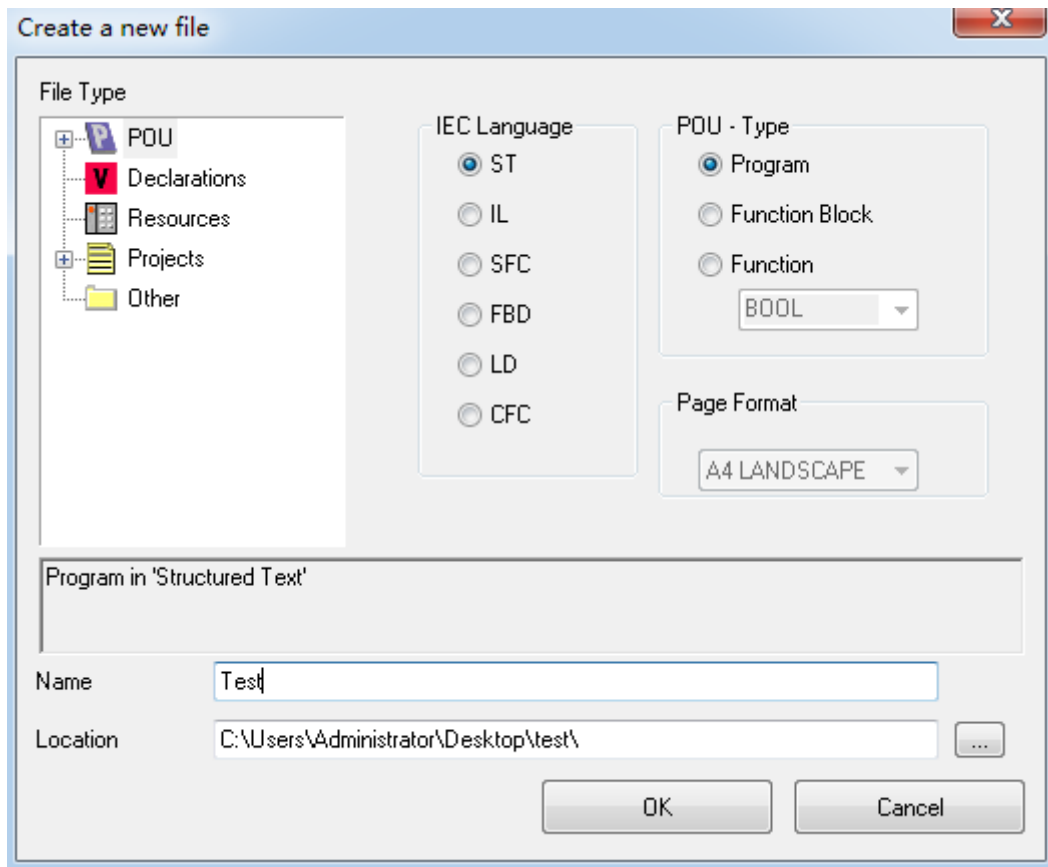 Create a new file
File Type
POU
Declarations
Resources
Projects
Other
IEC Language
ST
IL
SFC
FBD
LD
CFC
POU - Type
Program
Function Block
Function
BOOL
Page Format
A4 LANDSCAPE
Program in 'Structured Text'
Name
Test
Location
C:\Users\Administrator\Desktop\test\
...
OK
Cancel